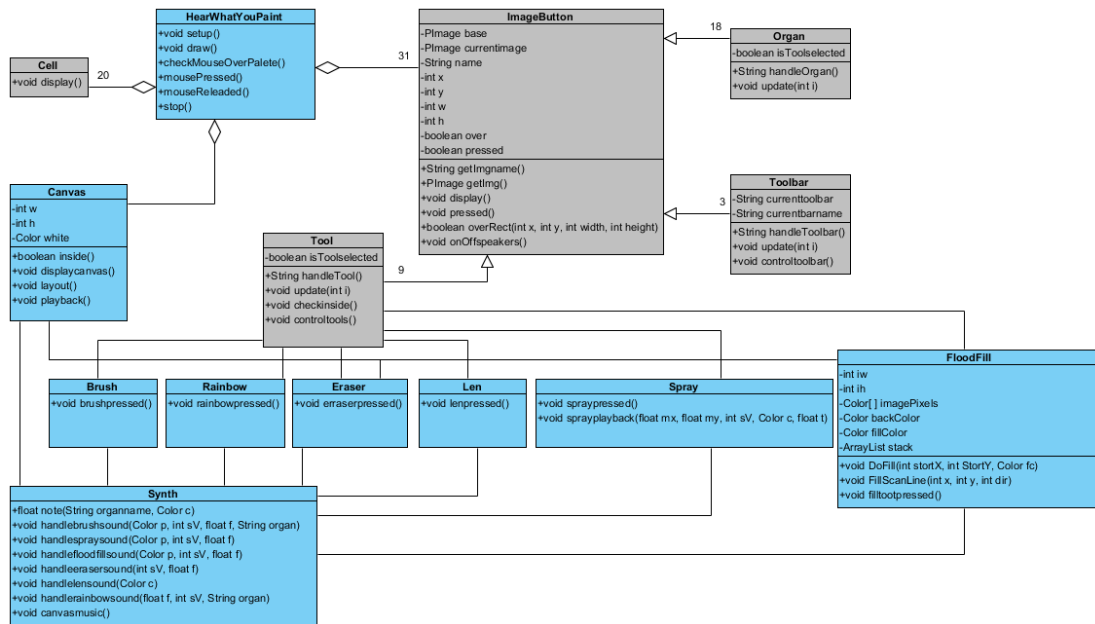 HearWhatYouPaint
+void setup()
+void draw()
+checkMouseOverPalete()
+mousePressed()
+mouseReleaded()
+stop()
Cell
+void display()
20
31
ImageButton
-PImage base
-PImage currentimage
-String name
-int x
-int y
-int w
-int h
-boolean over
-boolean pressed
+String getImgname()
+PImage getImg()
+void display()
+void pressed()
+boolean overRect(int x, int y, int width, int height)
+void onOffspeakers()
18
Organ
-boolean isToolselected
+String handleOrgan()
+void update(int i)
3
Toolbar
-String currenttoolbar
-String currentbarname
+String handleToolbar()
+void update(int i)
+void controltoolbar()
Canvas
-int w
-int h
-Color white
+boolean inside()
+void displaycanvas()
+void layout()
+void playback()
Tool
-boolean isToolselected
+String handleTool()
+void update(int i)
+void checkinside()
+void controltools()
9
Brush
+void brushpressed()
Rainbow
+void rainbowpressed()
Eraser
+void erraserpressed()
Len
+void lenpressed()
Spray
+void spraypressed()
+void sprayplayback(float mx, float my, int sV, Color c, float t)
FloodFill
-int iw
-int ih
-Color[ ] imagePixels
-Color backColor
-Color fillColor
-ArrayList stack
+void DoFill(int stortX, int StortY, Color fc)
+void FillScanLine(int x, int y, int dir)
+void filltootpressed()
Synth
+float note(String organname, Color c)
+void handlebrushsound(Color p, int sV, float f, String organ)
+void handlespraysound(Color p, int sV, float f)
+void handlefloodfillsound(Color p, int sV, float f)
+void handleerasersound(int sV, float f)
+void handlelensound(Color c)
+void handlerainbowsound(float f, int sV, String organ)
+void canvasmusic()